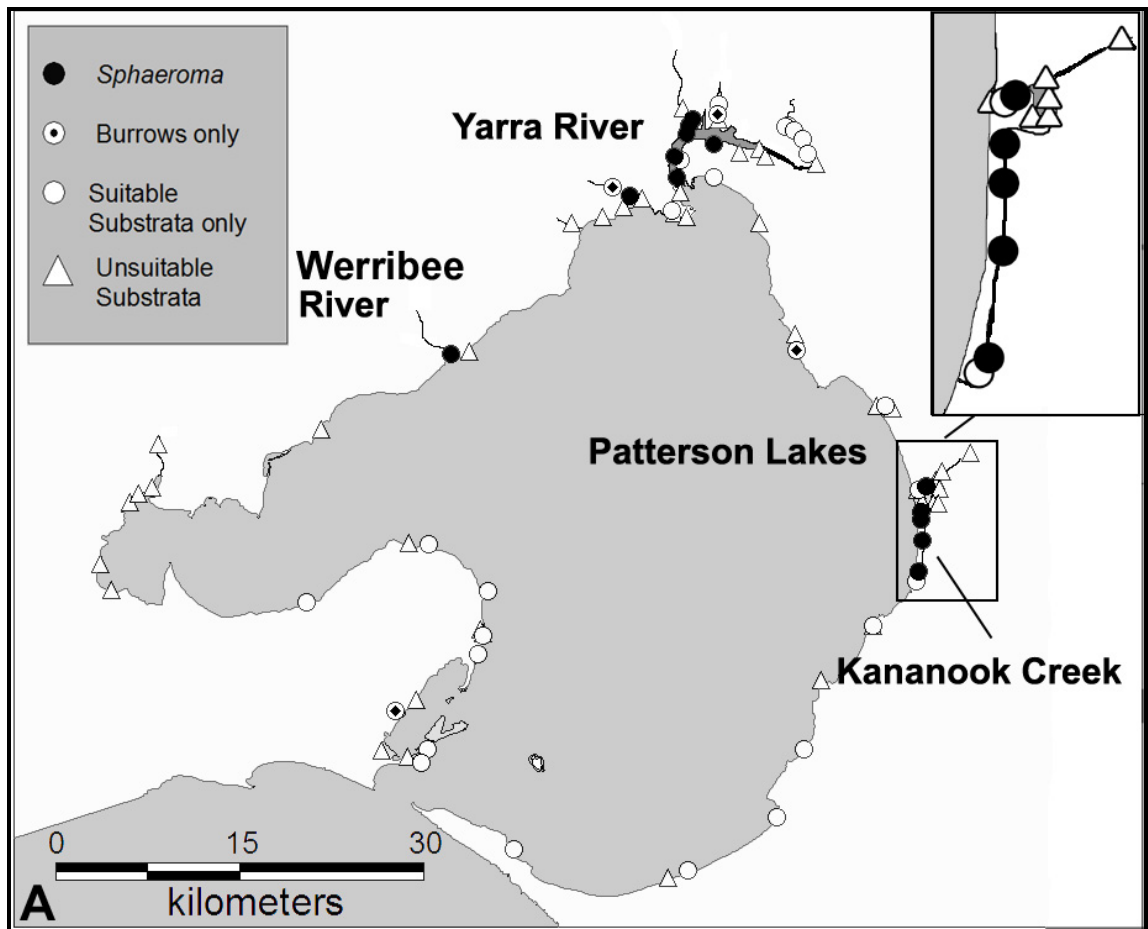 Sphaeroma
Burrows only
Suitable
Substrata only
Unsuitable
Substrata
Yarra River
Werribee
River
Patterson Lakes
Kananook Creek
0 15 30
kilometers
A